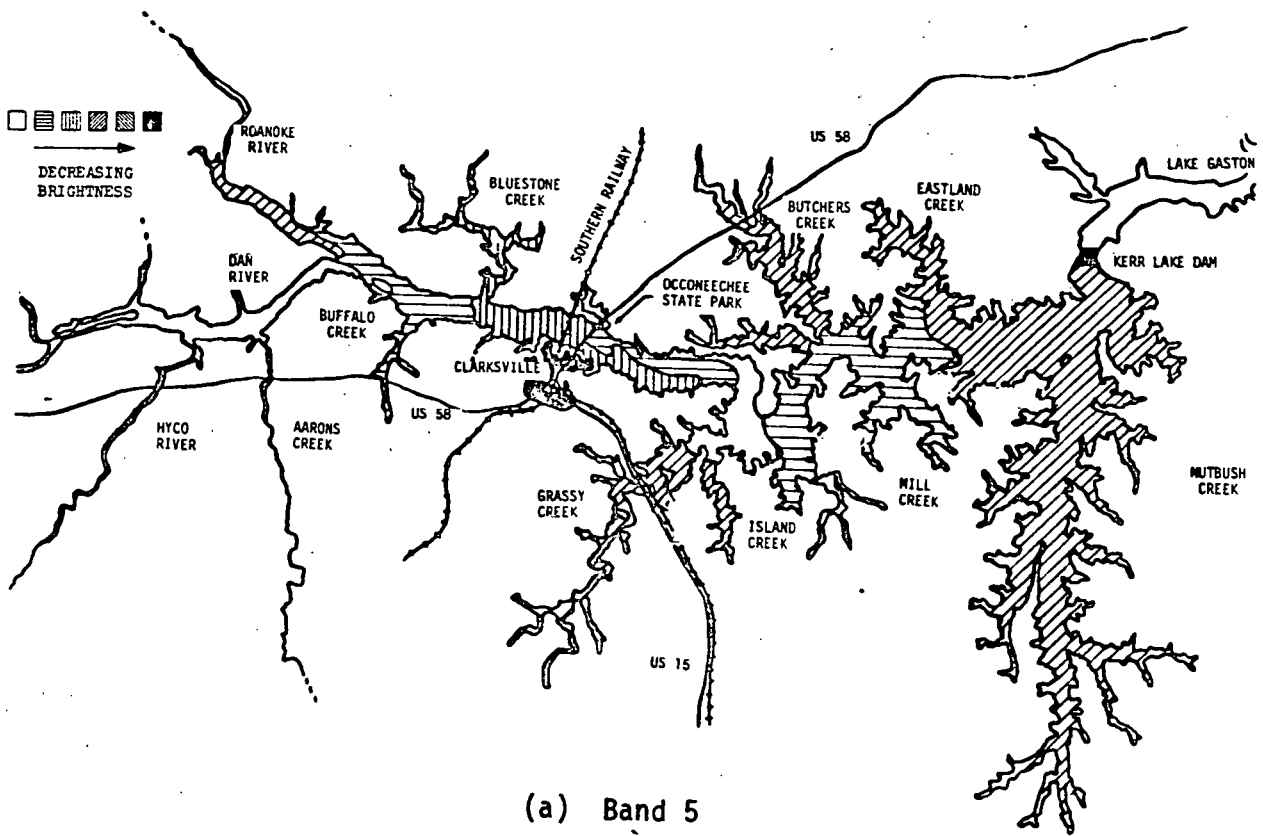 US 58
ROANOKE
RIVER
DECREASING
BRIGHTNESS
LAKE GASTON
SOUTHERN RAILWAY
BLUESTONE
CREEK
EASTLAND
CREEK
BUTCHERS
CREEK
DAN
RIVER
KERR LAKE DAM
OCCONEECHEE
STATE PARK
BUFFALO
CREEK
CLARKSVILLE
US 58
HYCO
RIVER
AARONS
CREEK
MILL
CREEK
NUTBUSH
CREEK
GRASSY
CREEK
ISLAND
CREEK
US 15
(a) Band 5